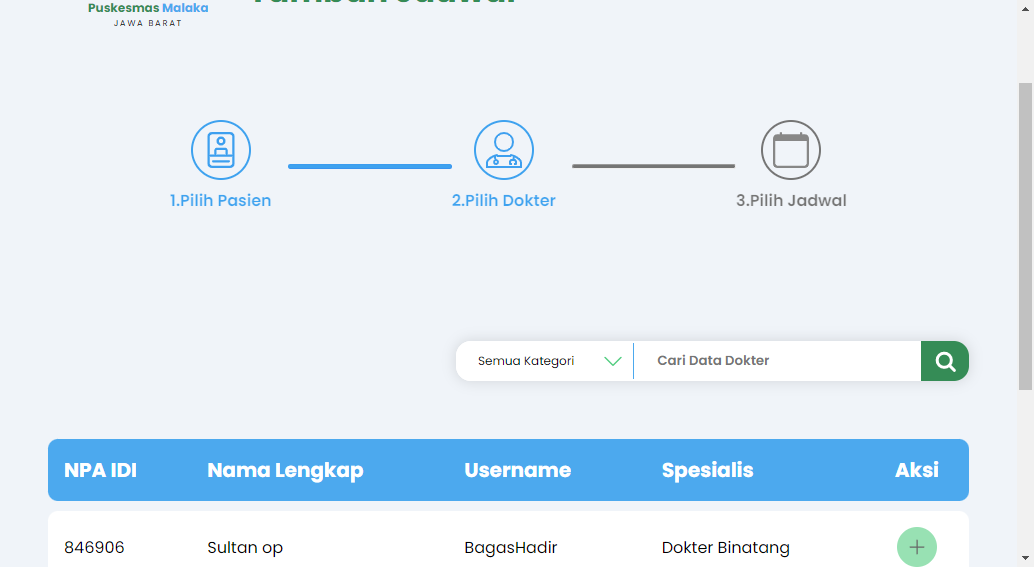 Puskesmas Malaka
JAWA BARAT
1.Pilih Pasien
2.Pilih Dokter
3.Pilih Jadwal
Semua Kategori
Cari Data Dokter
NPA IDI Nama Lengkap Username Spesialis Aksi
846906 Sultan op BagasHadir Dokter Binatang